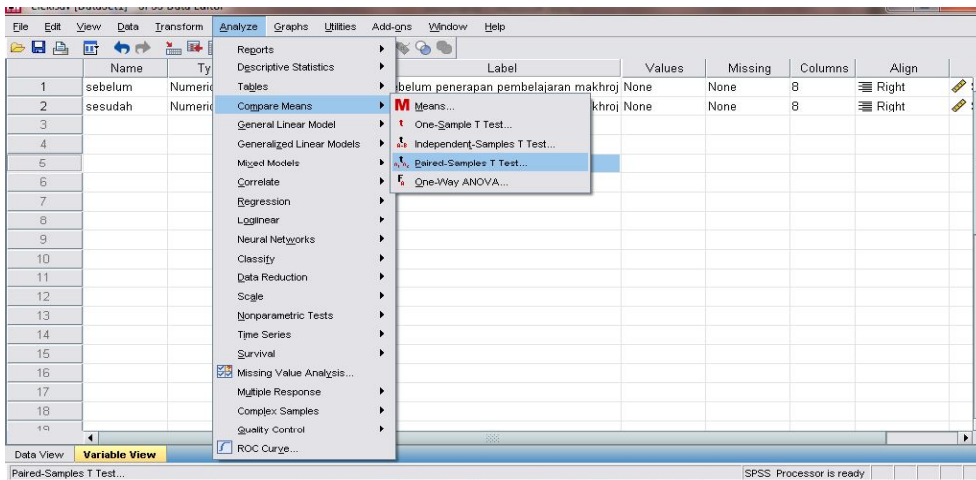 File Edit View Data Transform Analyze Graphs Utilities Add-ons Window Help
Name Ty Label Values Missing Columns Align
1 sebelum Numeric belum penerapan pembelajaran makhroj None None 8 Right
2 sesudah Numeric khroj None None 8 Right
3
4
5
6
7
8
9
10
11
12
13
14
15
16
17
18
19
Reports
Descriptive Statistics
Tables
Compare Means
General Linear Model
Generalized Linear Models
Mixed Models
Correlate
Regression
Loglinear
Neural Networks
Classify
Data Reduction
Scale
Nonparametric Tests
Time Series
Survival
Missing Value Analysis...
Multiple Response
Complex Samples
Quality Control
ROC Curve...
M Means...
t One-Sample T Test...
Independent-Samples T Test...
Paired-Samples T Test...
One-Way ANOVA...
Data View Variable View
Paired-Samples T Test... SPSS Processor is ready